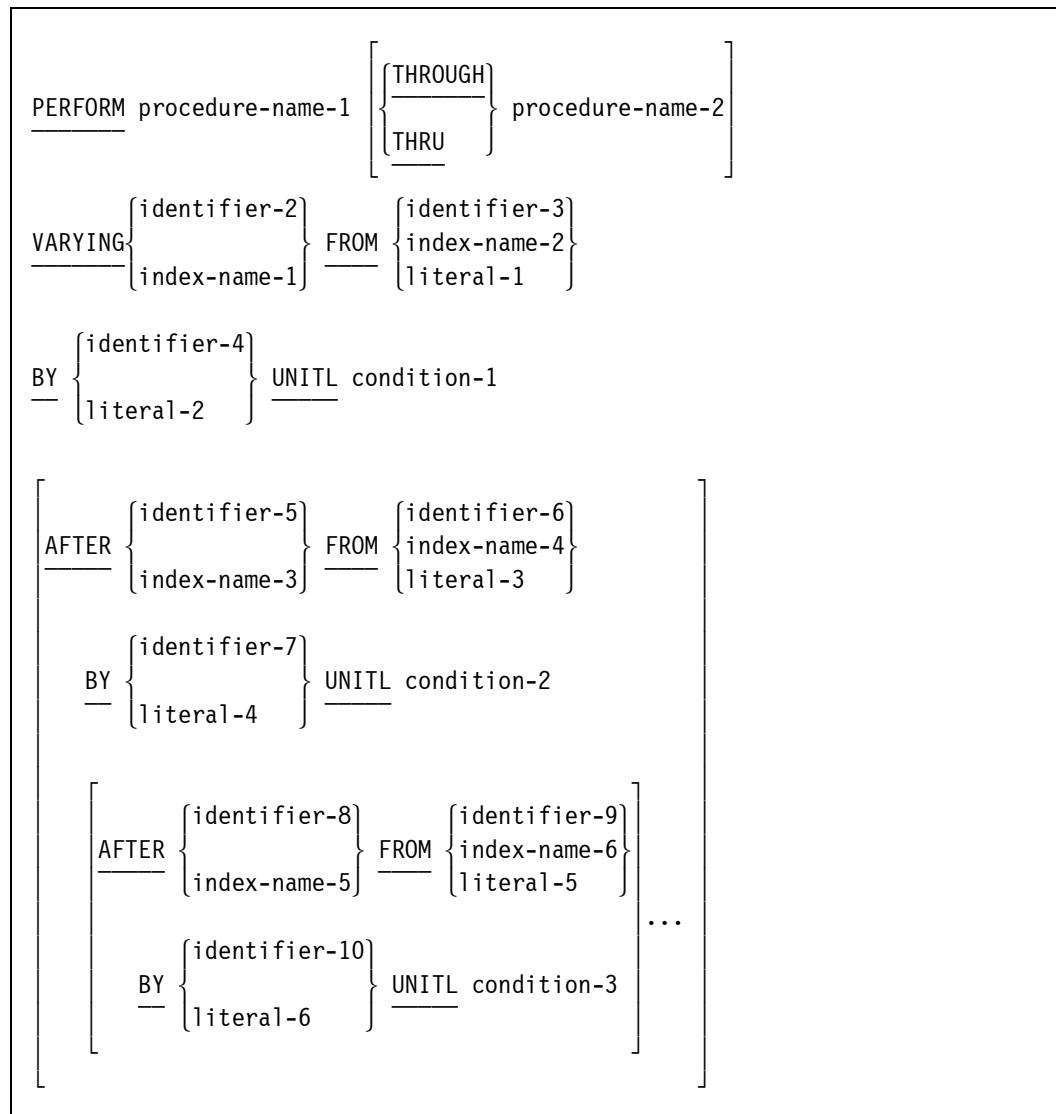 THROUGH
PERFORM procedure-name-1 procedure-name-2
THRU
identifier-2 identifier-3
VARYING FROM index-name-2
index-name-1 literal-1
identifier-4
BY UNITL condition-1
literal-2
identifier-5 identifier-6
AFTER FROM index-name-4
index-name-3 literal-3
identifier-7
BY UNITL condition-2
literal-4
identifier-8 identifier-9
AFTER FROM index-name-6
index-name-5 literal-5
...
identifier-10
BY UNITL condition-3
literal-6